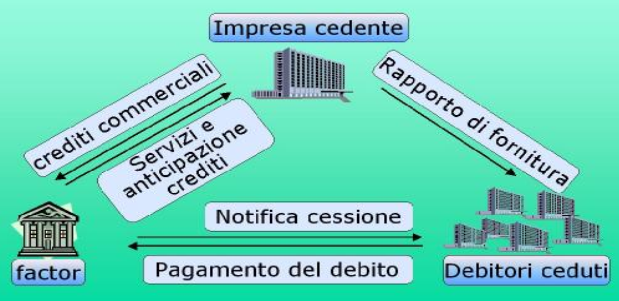 Impresa cedente
crediti commerciali
Servizi e
anticipazione
crediti
Rapporto di fornitura
Notifica cessione
Pagamento del debito
factor
Debitori ceduti